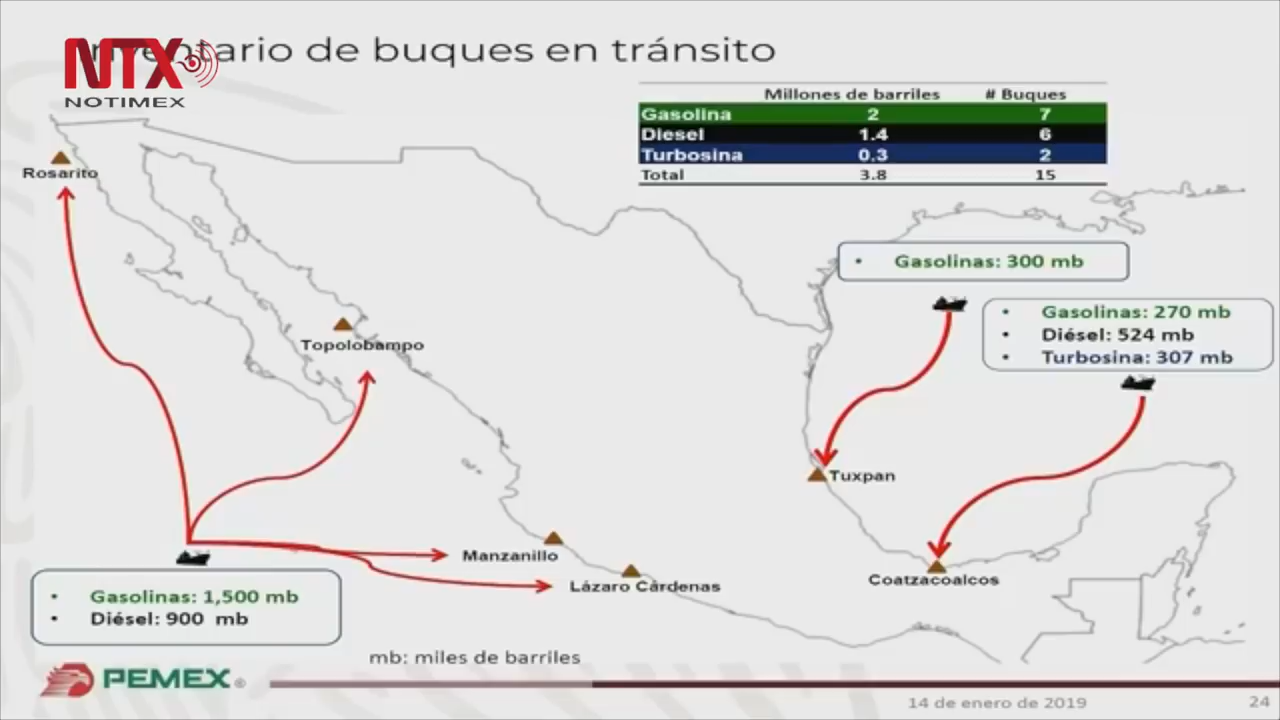 Inventario de buques en tránsito
NTX
NOTIMEX
Millones de barriles # Buques
Gasolina 2 7
Diesel 1.4 6
Turbosina 0.3 2
Total 3.8 15
Rosarito
• Gasolinas: 300 mb
• Gasolinas: 270 mb
• Diésel: 524 mb
• Turbosina: 307 mb
Topolobampo
Tuxpan
Manzanillo
Coatzacoalcos
Lázaro Cárdenas
• Gasolinas: 1,500 mb
• Diésel: 900 mb
mb: miles de barriles
PEMEX®
14 de enero de 2019 24